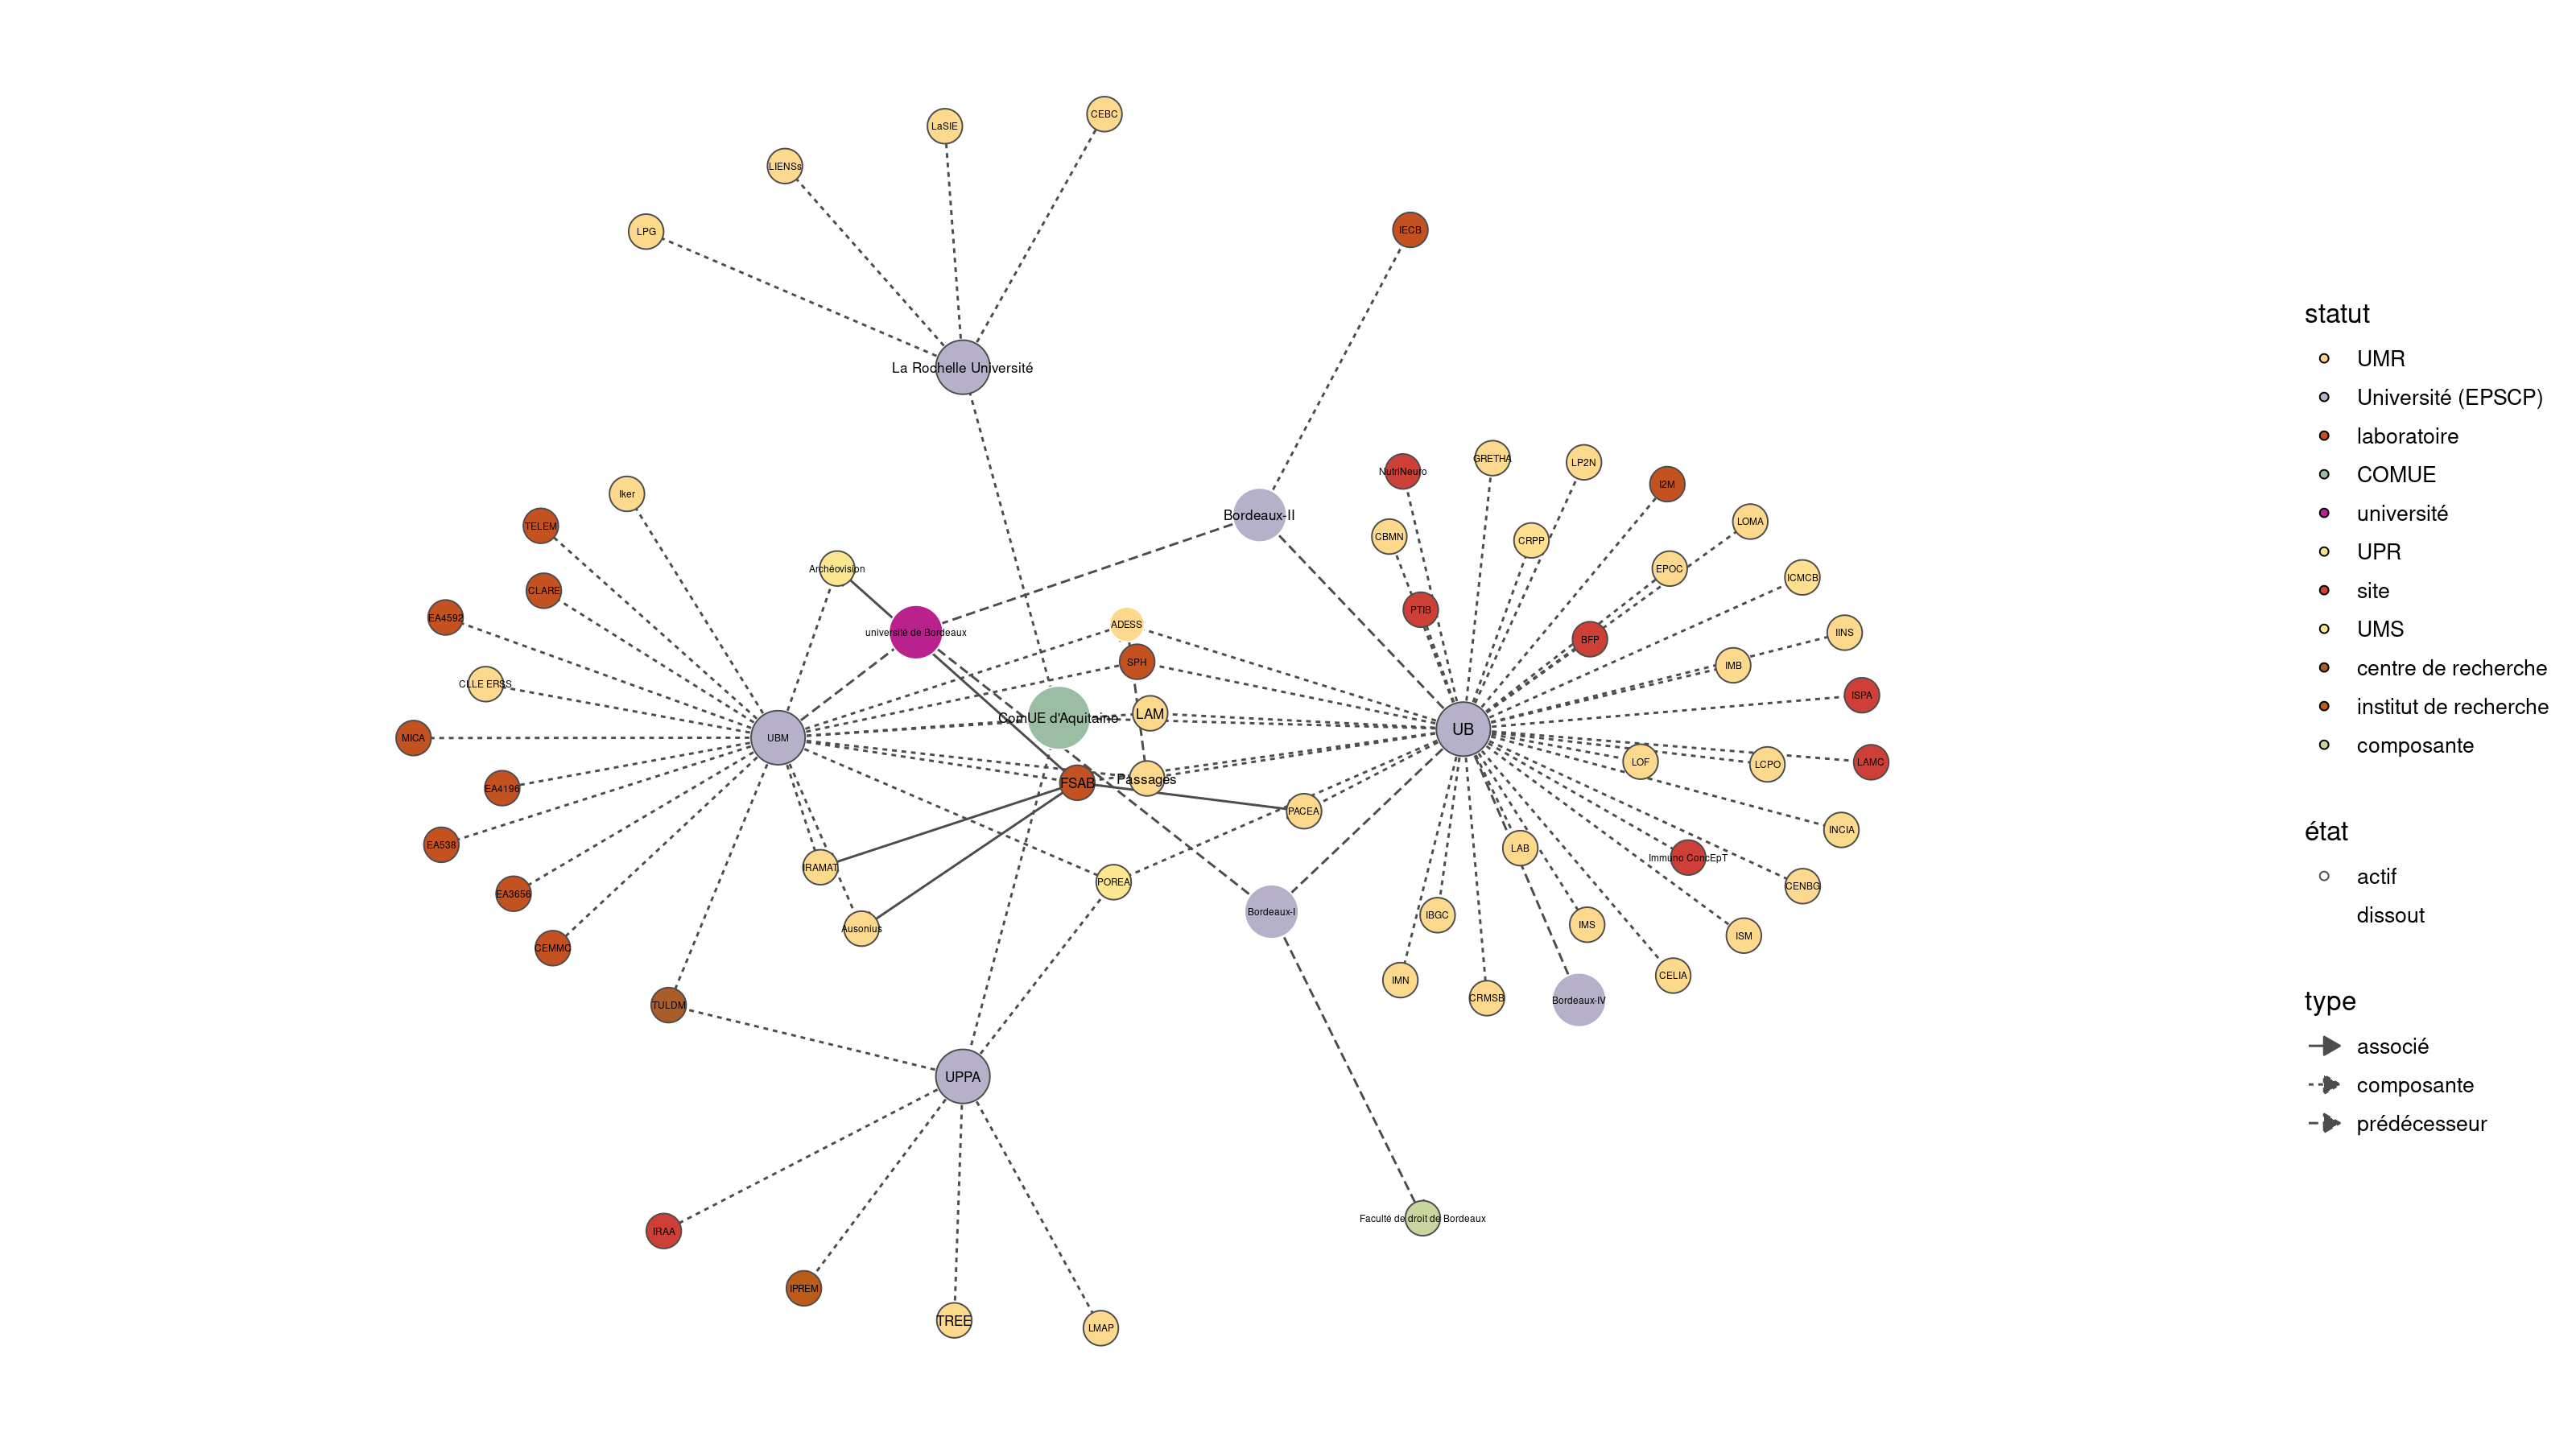 CEBC
LaSIE
LIENSs
LPG
IECB
La Rochelle Université
GRETHA
LP2N
NutriNeuro
I2M
Iker
Bordeaux-II
LOMA
TELEM
CBMN
CRPP
Archéovision
EPOC
ICMCB
CLARE
PTIB
EA4592
ADESS
université de Bordeaux
IINS
BFP
SPH
IMB
CLLE ERSS
ISPA
LAM
ComUE d'Aquitaine
UB
MICA
UBM
LOF
LAMC
LCPO
Passages
FSAB
EA4196
PACEA
INCIA
EA538
LAB
Immuno ConcEpT
IRAMAT
POREA
CENBG
EA3656
Bordeaux-I
IBGC
IMS
Ausonius
ISM
CEMMC
CELIA
IMN
CRMSB
Bordeaux-IV
TULDM
UPPA
Faculté de droit de Bordeaux
IRAA
IPREM
TREE
LMAP
statut
UMR
Université (EPSCP)
laboratoire
COMUE
université
UPR
site
UMS
centre de recherche
institut de recherche
composante
état
actif
dissout
type
associé
composante
prédécesseur